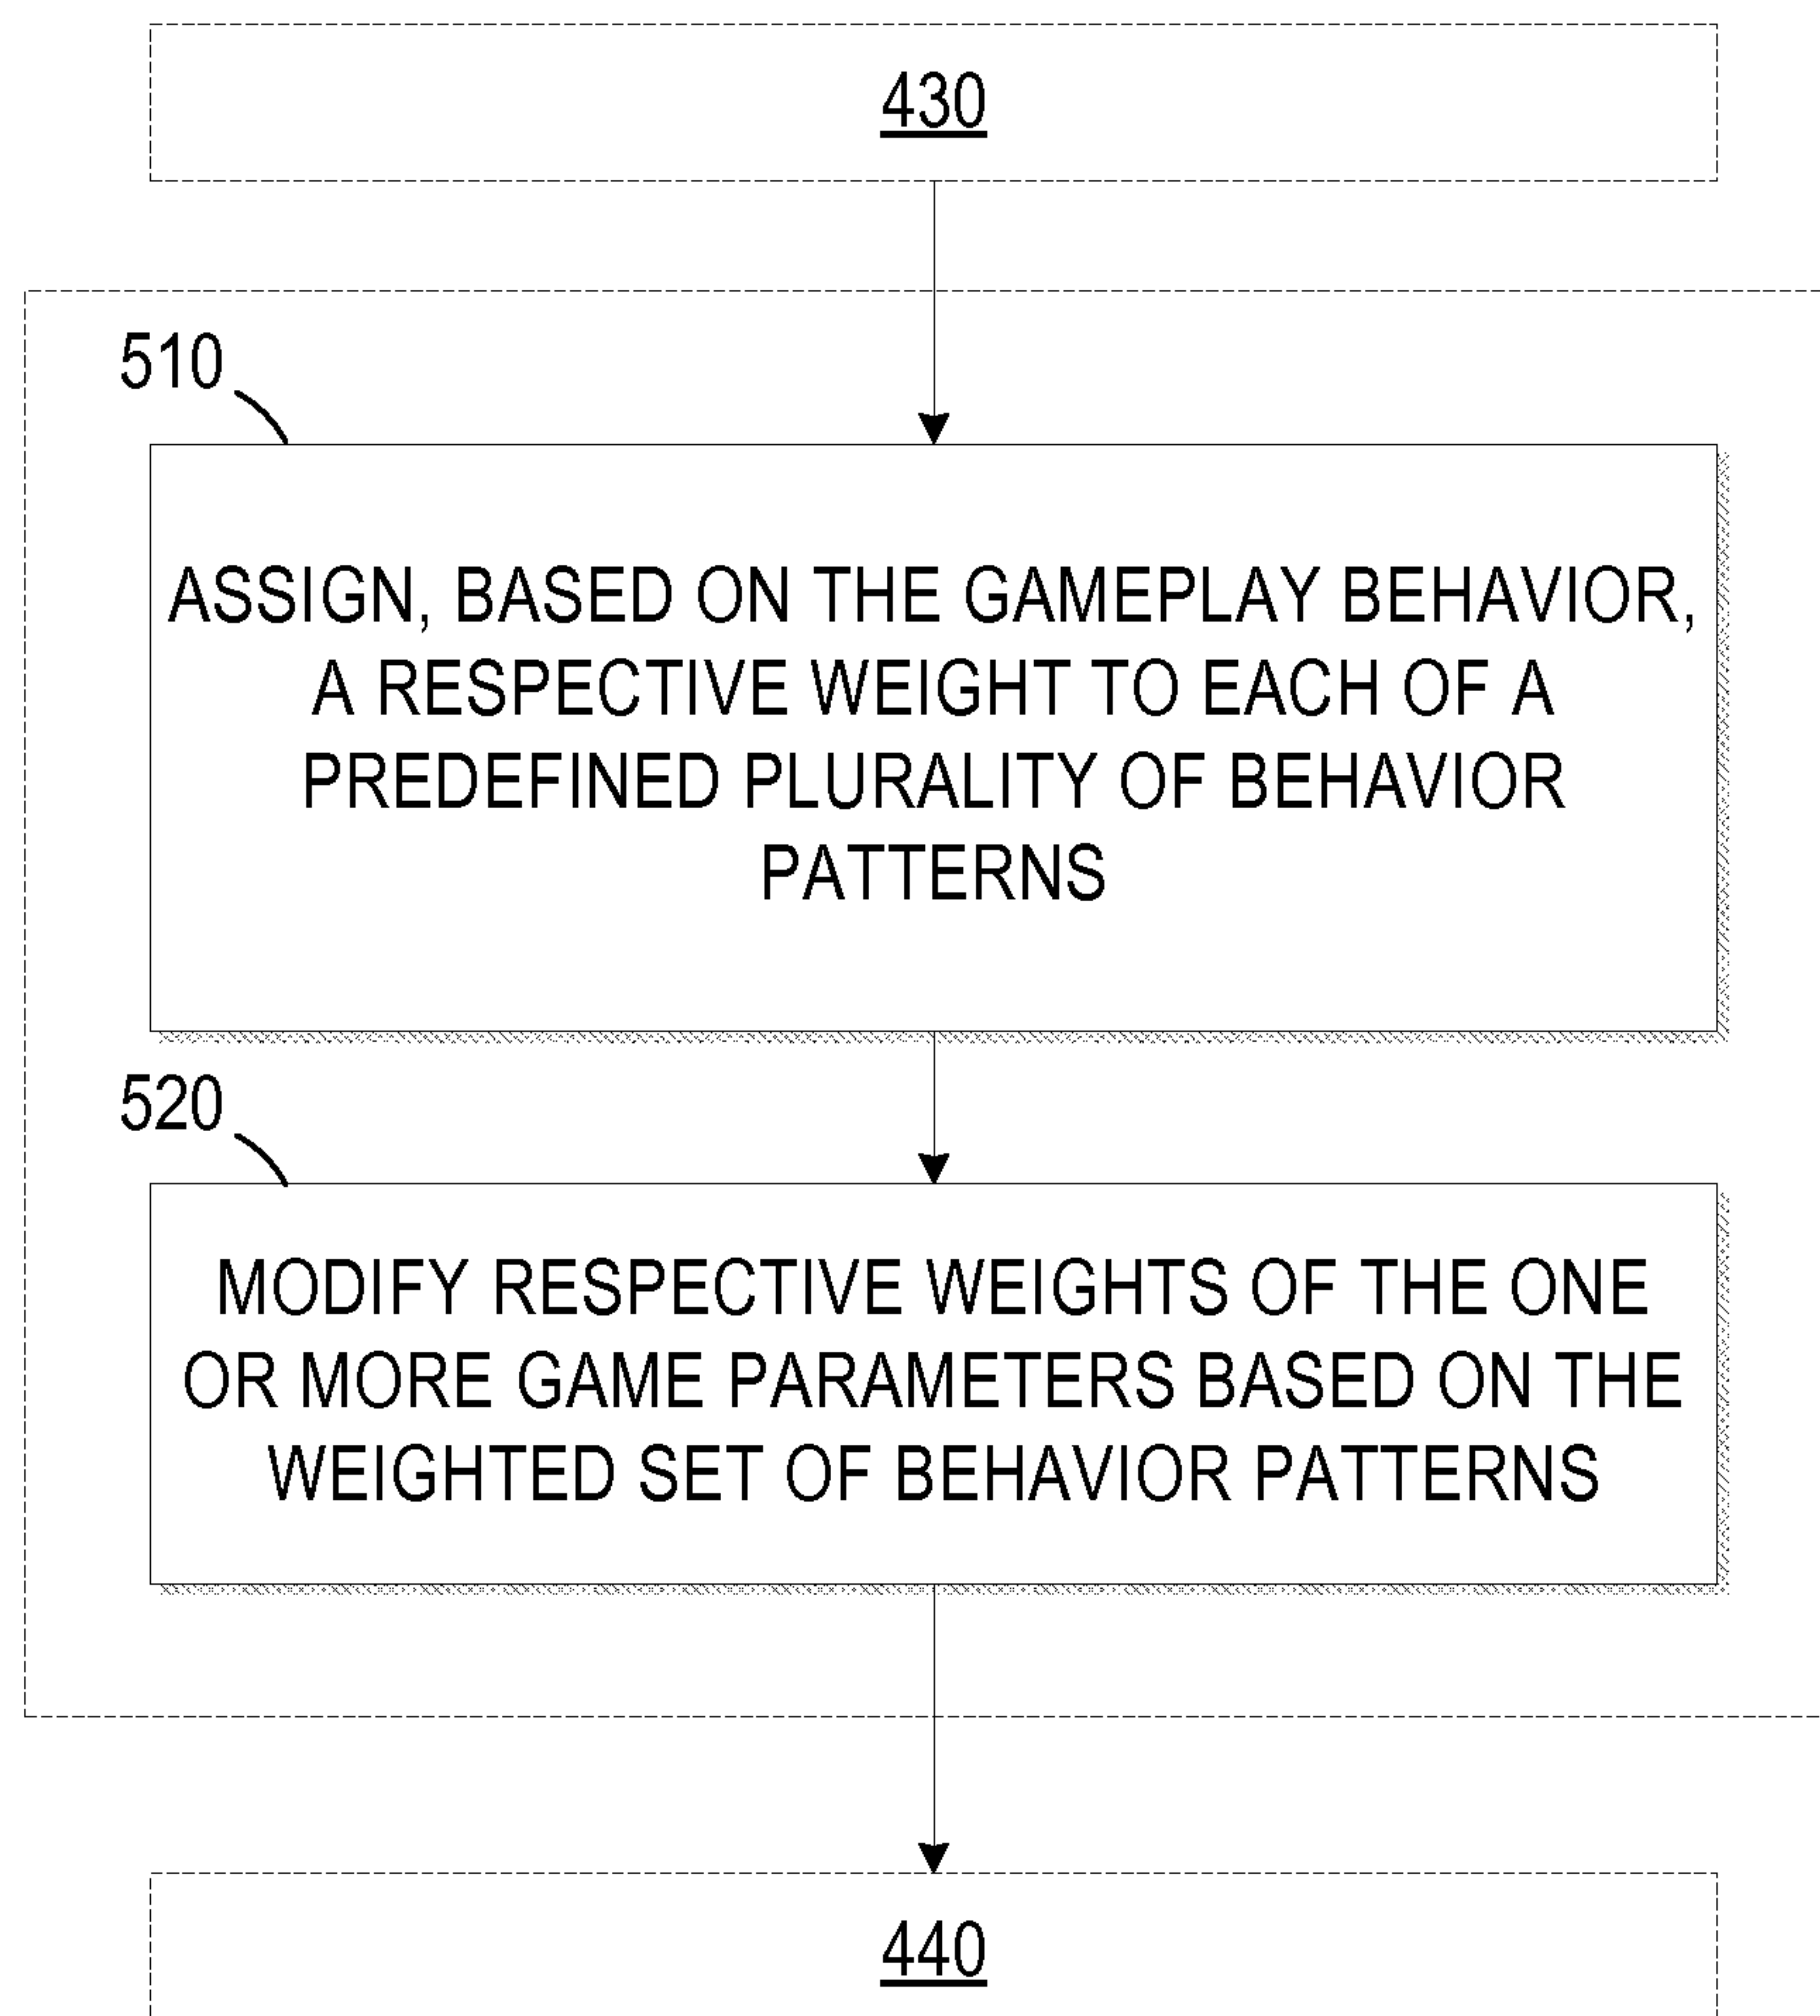 430
510
ASSIGN, BASED ON THE GAMEPLAY BEHAVIOR,
A RESPECTIVE WEIGHT TO EACH OF A
PREDEFINED PLURALITY OF BEHAVIOR
PATTERNS
520
MODIFY RESPECTIVE WEIGHTS OF THE ONE
OR MORE GAME PARAMETERS BASED ON THE
WEIGHTED SET OF BEHAVIOR PATTERNS
440